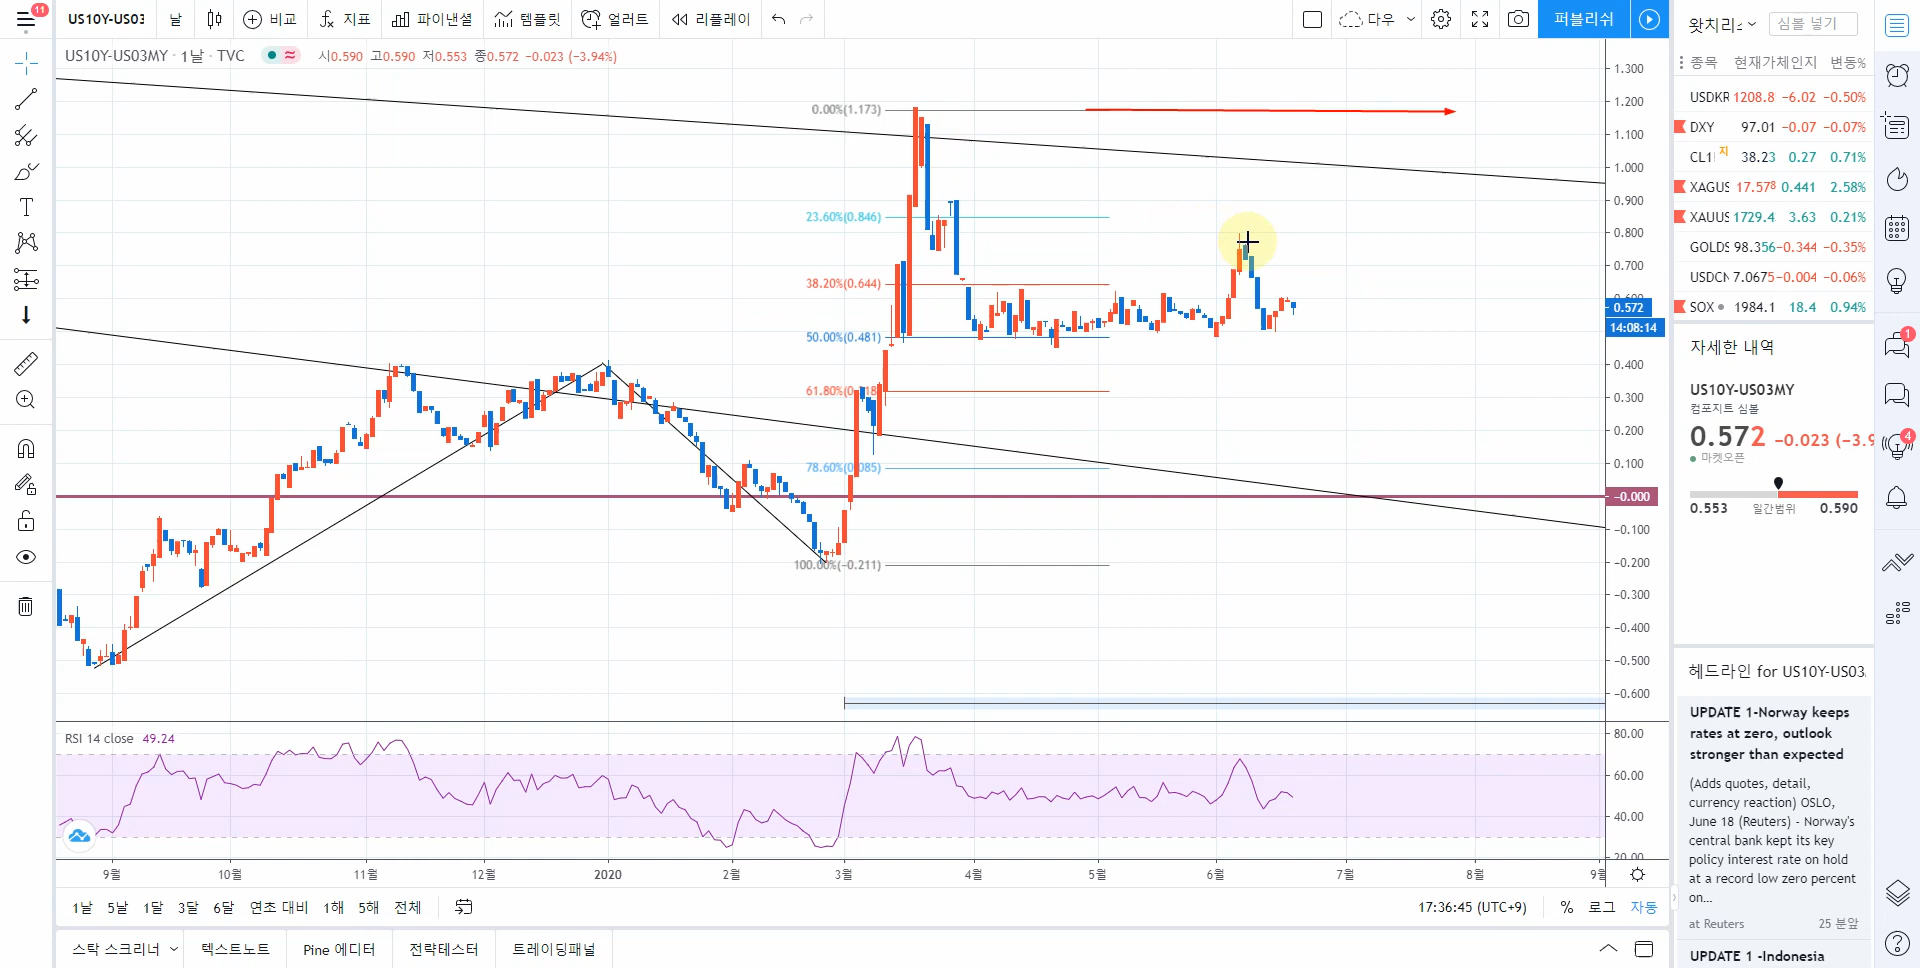 11
US10Y-US03
날
비교
지표
파이낸셜
템플릿
얼러트
리플레이
다우
퍼블리쉬
US10Y-US03MY · 1날 · TVC
시0.590 고0.590 저0.553 종0.572 -0.023 (-3.94%)
0.00%(1.173)
23.60%(0.846)
38.20%(0.644)
50.00%(0.481)
78.60%(0.085)
100.00%(-0.211)
1.300
1.200
1.100
1.000
0.900
0.800
0.700
0.572
14:08:14
0.400
0.300
0.200
0.100
-0.000
-0.100
-0.200
-0.300
-0.400
-0.500
-0.600
RSI 14 close 49.24
80.00
60.00
40.00
20.00
9월 10월 11월 12월 2020 2월 3월 4월 5월 6월 7월 8월 9월
1날 5날 1달 3달 6달 연초 대비 1해 5해 전체
17:36:45 (UTC+9) % 로그 자동
스탁 스크리너 텍스트노트 Pine 에디터 전략테스터 트레이딩패널
심볼 넣기
종목 현재가 체인지 변동%
USDKR 1208.8 -6.02 -0.50%
DXY 97.01 -0.07 -0.07%
CL1! 지 38.23 0.27 0.71%
XAGUS 17.578 0.441 2.58%
XAUUS 1729.4 3.63 0.21%
GOLDS 98.356 -0.344 -0.35%
USDCN 7.0675 -0.004 -0.06%
SOX 1984.1 18.4 0.94%
자세한 내역
US10Y-US03MY
컴포지트 심볼
0.572 -0.023 (-3.9
마켓오픈
0.553 일간범위 0.590
헤드라인 for US10Y-US03
UPDATE 1-Norway keeps
rates at zero, outlook
stronger than expected
(Adds quotes, detail,
currency reaction) OSLO,
June 18 (Reuters) - Norway's
central bank kept its key
policy interest rate on hold
at a record low zero percent
on...
at Reuters 25 분앞
UPDATE 1 -Indonesia
1
4